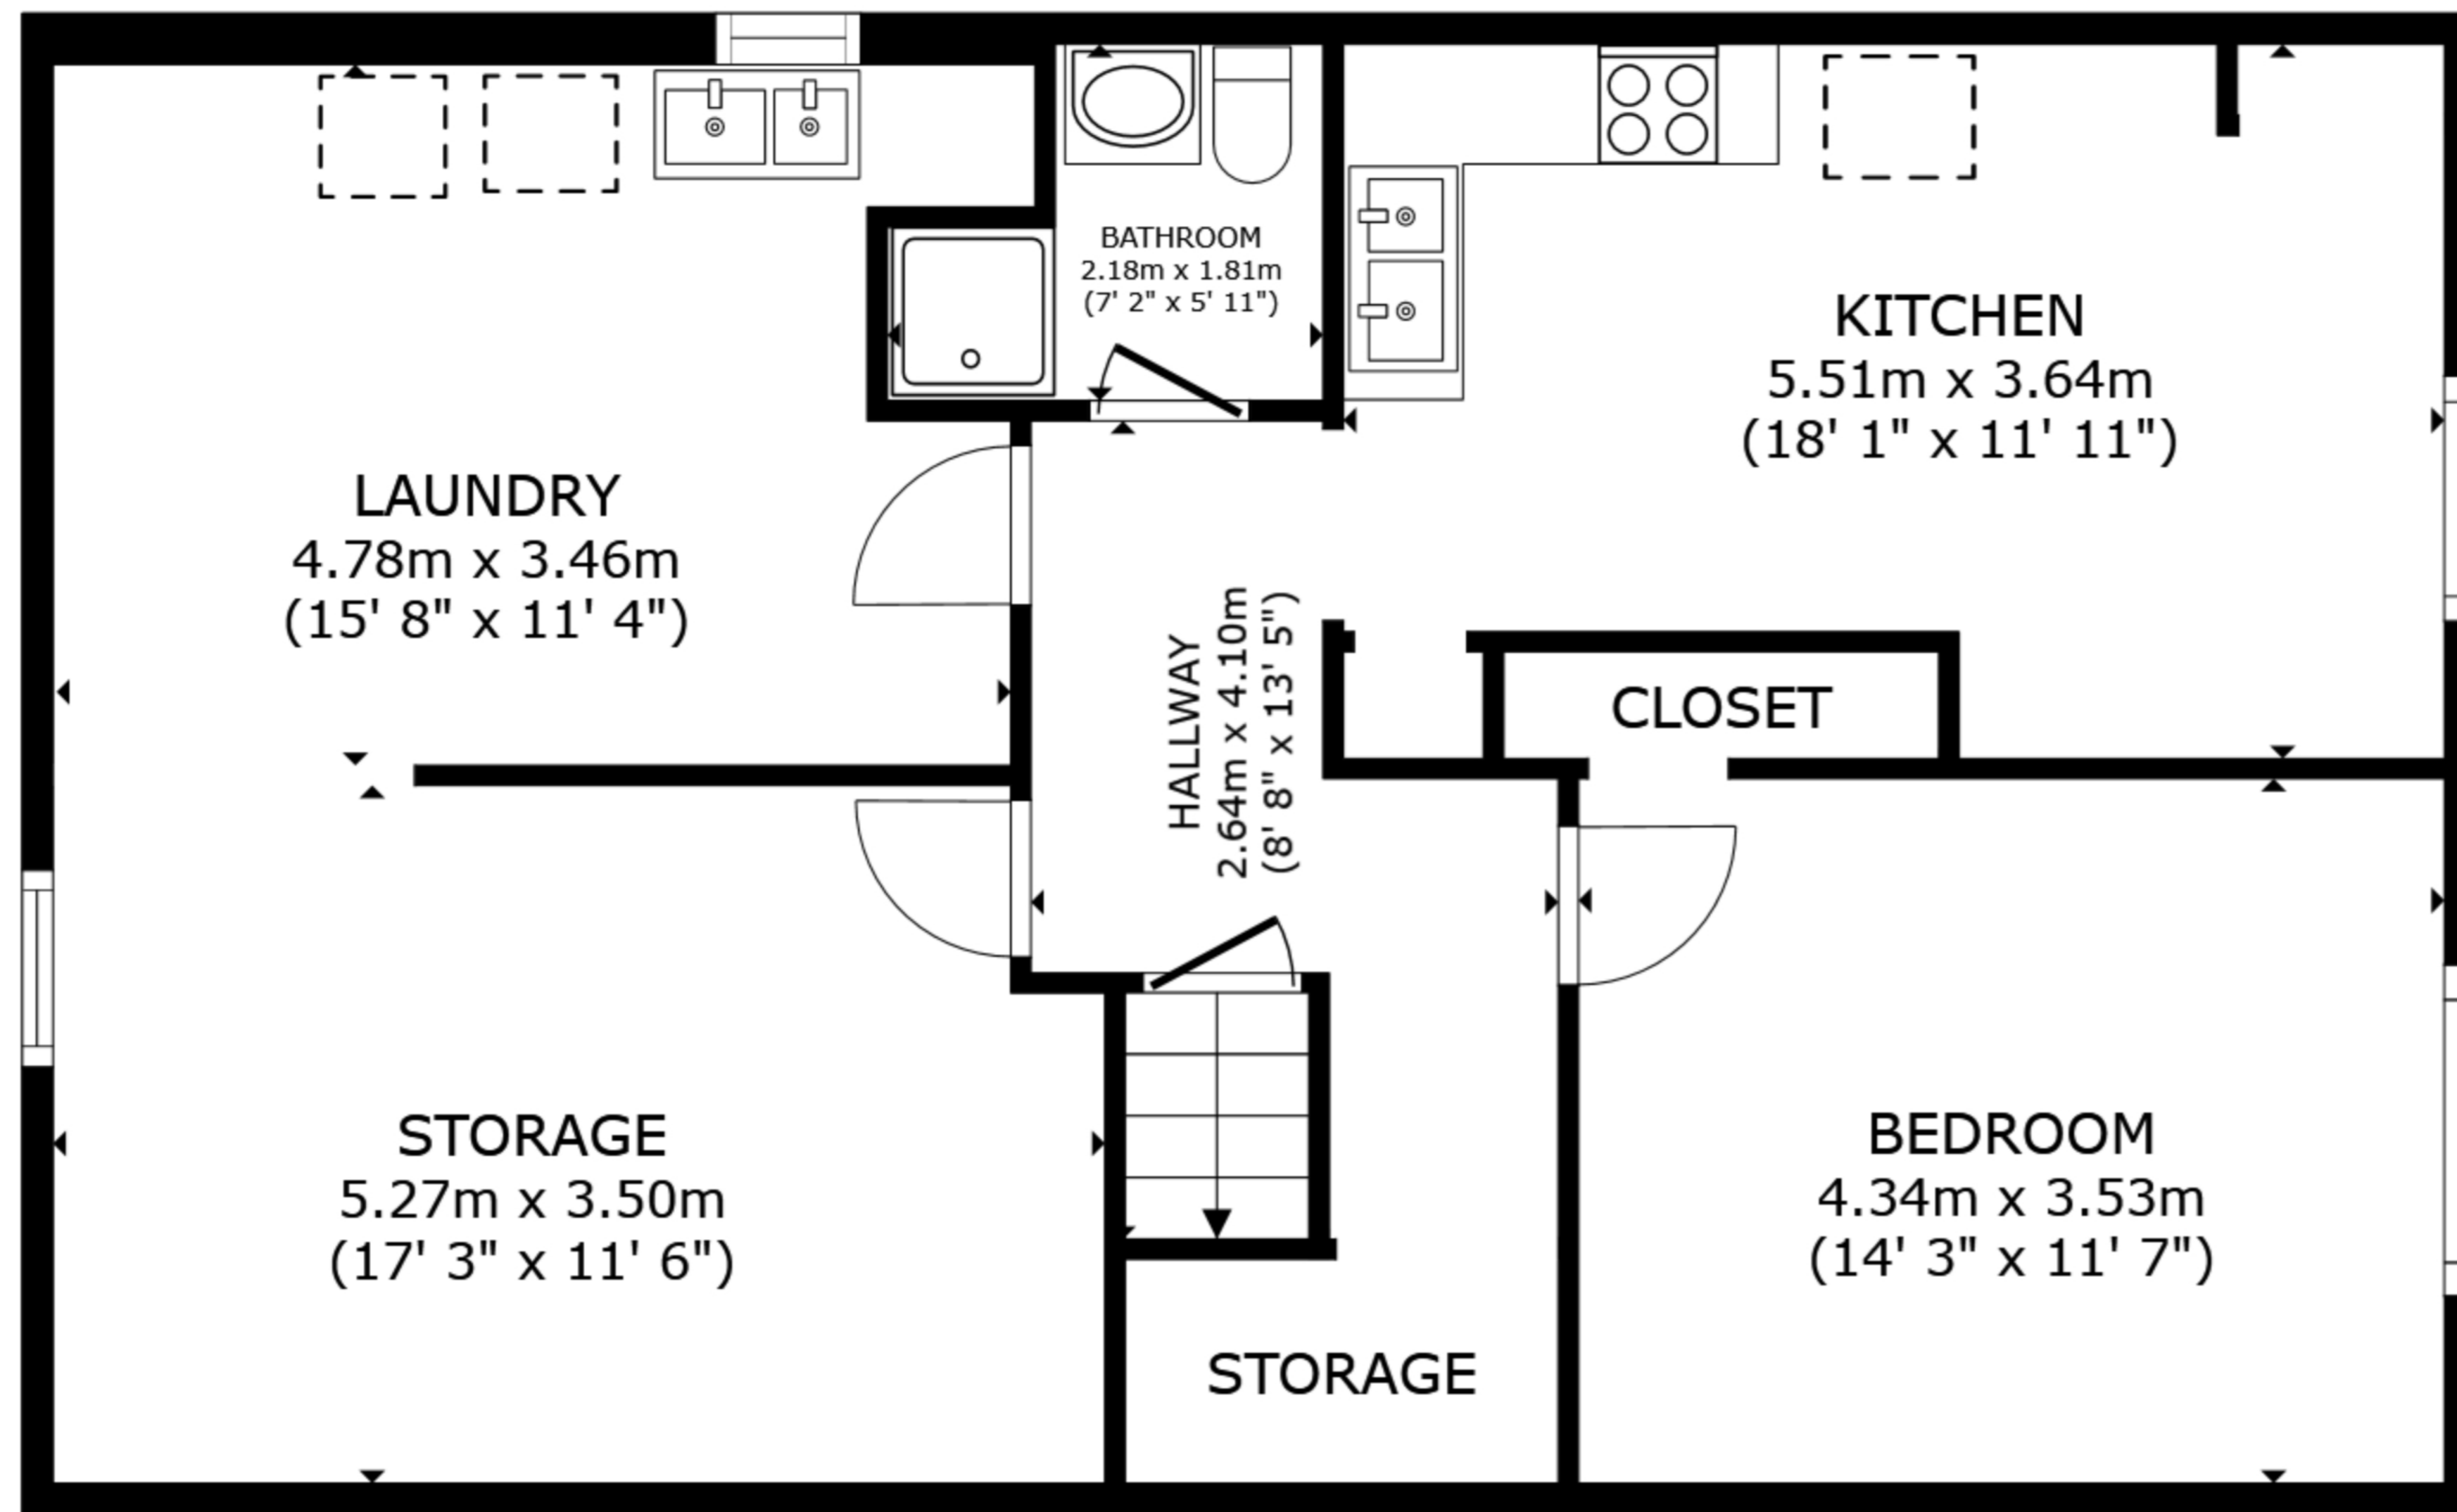 BATHROOM
2.18m x 1.81m
(7' 2" x 5' 11")
KITCHEN
5.51m x 3.64m
(18' 1" x 11' 11")
LAUNDRY
4.78m x 3.46m
(15' 8" x 11' 4")
HALLWAY
2.64m x 4.10m
(8' 8" x 13' 5")
CLOSET
STORAGE
5.27m x 3.50m
(17' 3" x 11' 6")
BEDROOM
4.34m x 3.53m
(14' 3" x 11' 7")
STORAGE